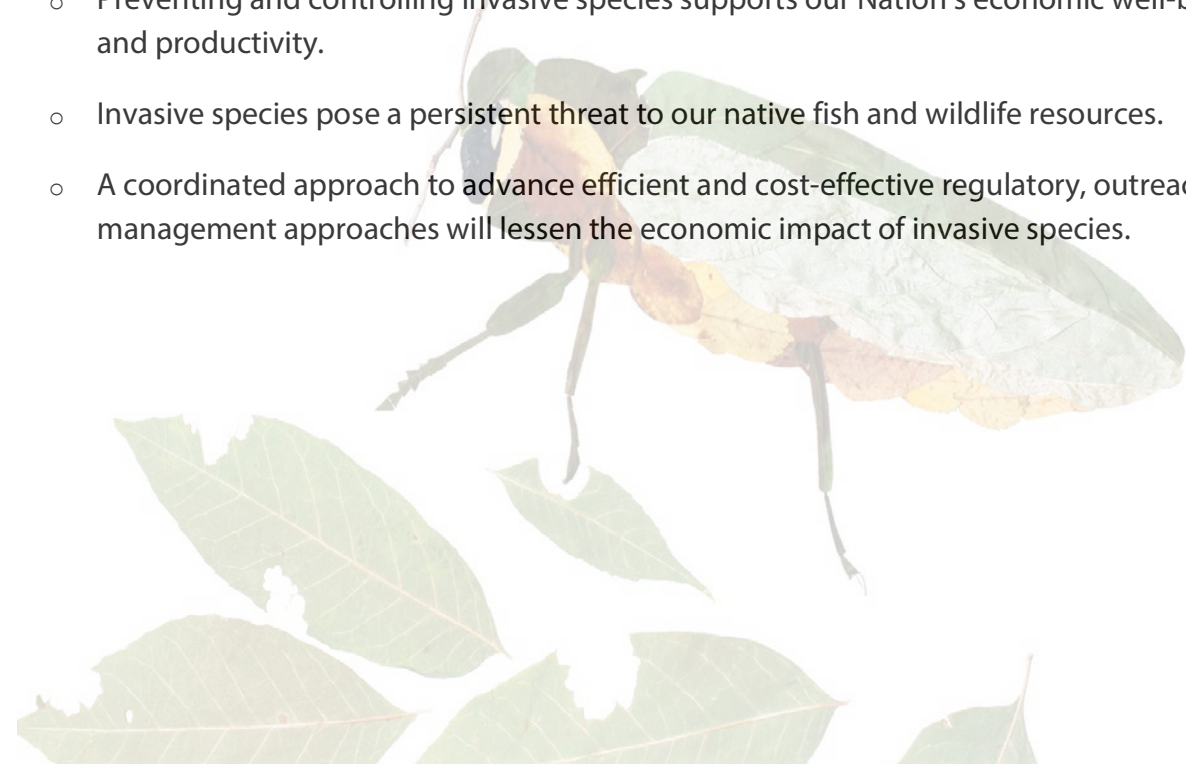 Preventing and controlling invasive species supports our Nation's economic
and productivity.
○ Invasive species pose a persistent threat to our native fish and wildlife resources.
○ A coordinated approach to advance efficient and cost-effective regulatory,
management approaches will lessen the economic impact of invasive species.